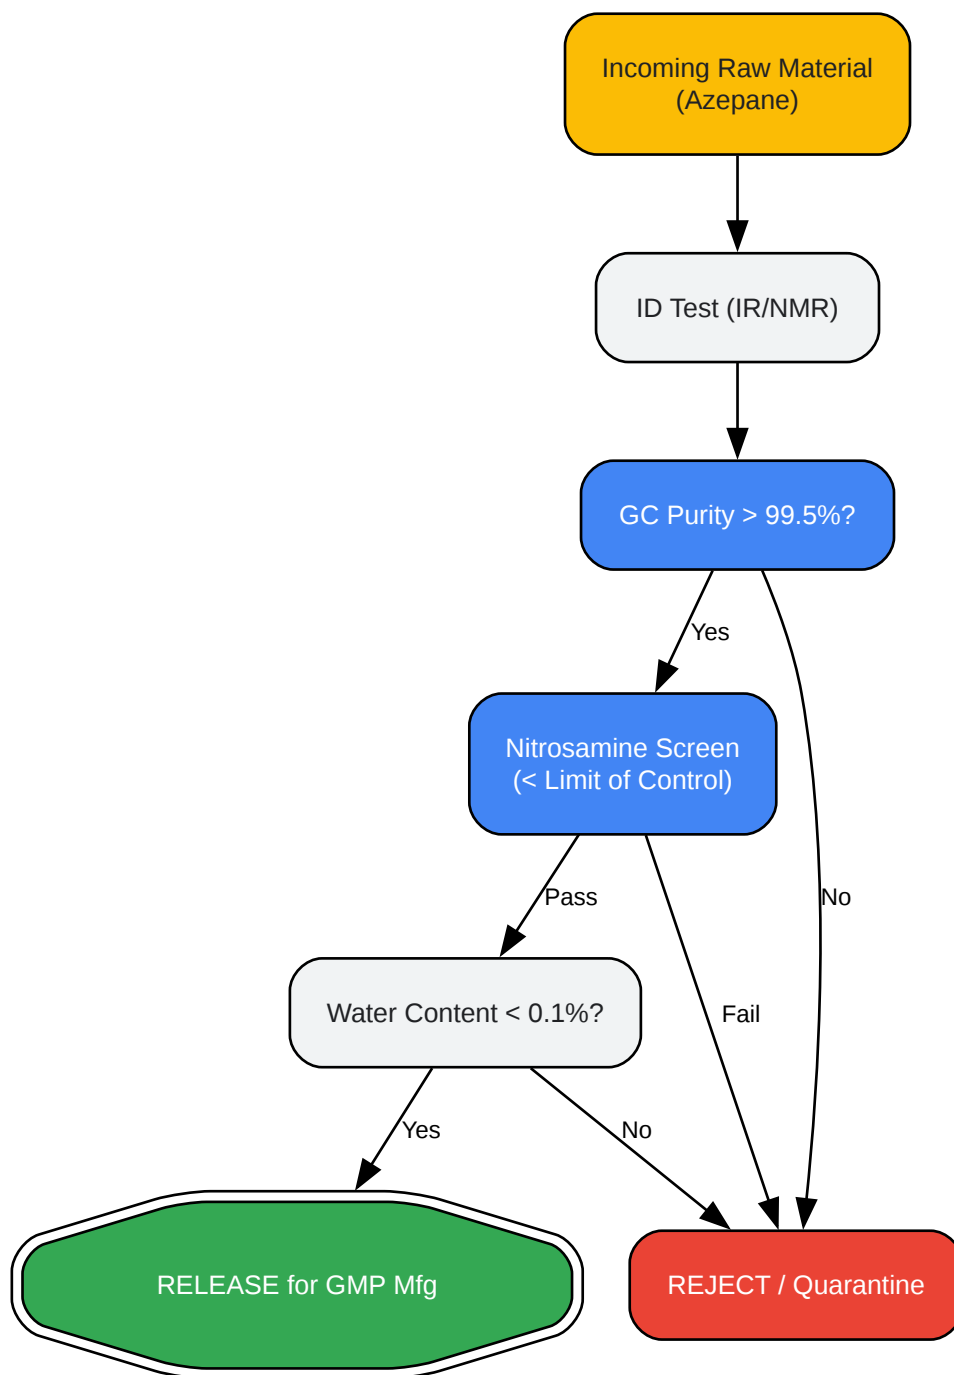 Incoming Raw Material
(Azepane)
ID Test (IR/NMR)
GC Purity > 99.5%?
Yes
Nitrosamine Screen
(< Limit of Control)
No
Pass
Fail
Water Content < 0.1%?
Yes
No
RELEASE for GMP Mfg
REJECT / Quarantine